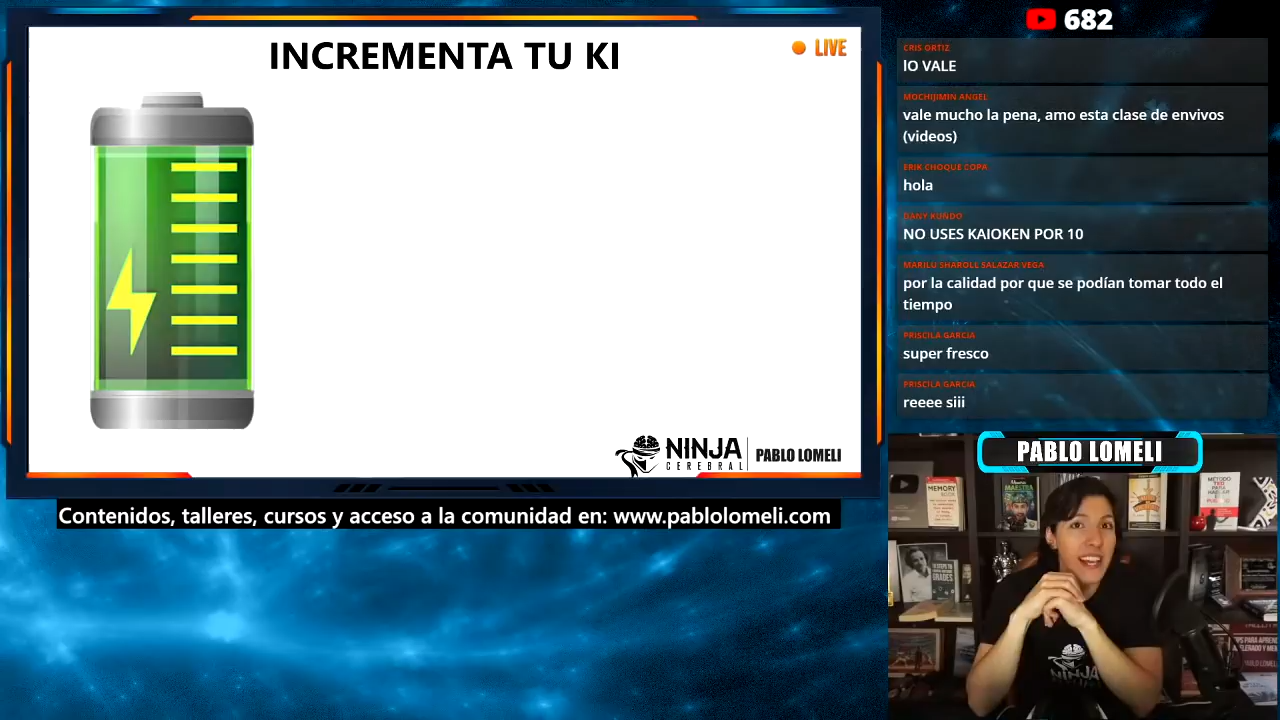 INCREMENTA TU KI
LIVE
NINJA
CEREBRAL
PABLO LOMELI
Contenidos, talleres, cursos y acceso a la comunidad en: www.pablolomeli.com
682
CRIS ORTIZ
lO VALE
MOCHIJIMIN ANGEL
vale mucho la pena, amo esta clase de envivos
(videos)
ERIK CHOQUE COPA
hola
DANY KUNDO
NO USES KAIOKEN POR 10
MARILU SHAROLL SALAZAR VEGA
por la calidad por que se podían tomar todo el
tiempo
PRISCILA GARCIA
super fresco
PRISCILA GARCIA
reeee siii
PABLO LOMELI
MEMORY
MAESTRA
NINJA